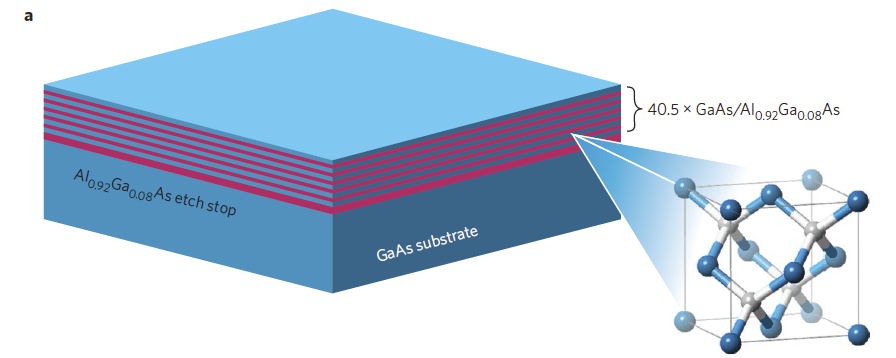 a
40.5 × GaAs/Al₀.₉₂Ga₀.₀₈As
Al₀.₉₂Ga₀.₀₈As etch stop
GaAs substrate